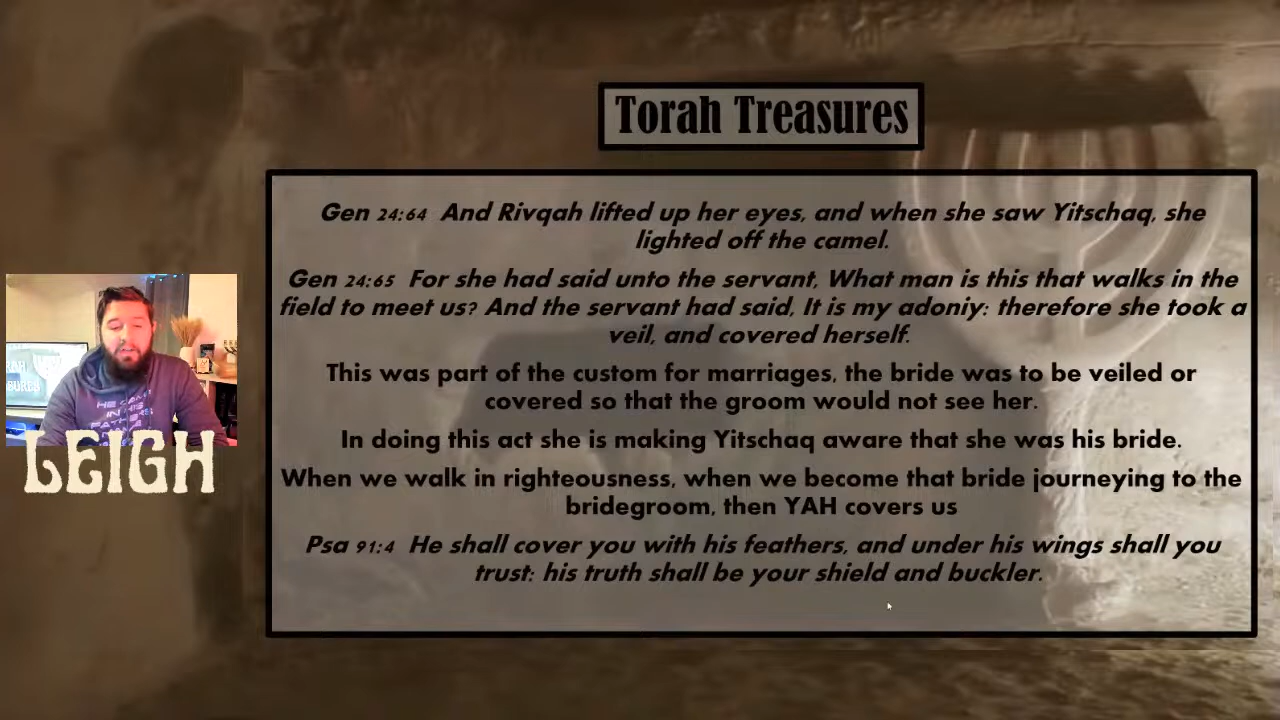 Torah Treasures
Gen 24:64 And Rivqah lifted up her eyes, and when she saw Yitschaq, she
lighted off the camel.
Gen 24:65 For she had said unto the servant, What man is this that walks in the
field to meet us? And the servant had said, It is my adoniy: therefore she took a
veil, and covered herself.
This was part of the custom for marriages, the bride was to be veiled or
covered so that the groom would not see her.
In doing this act she is making Yitschaq aware that she was his bride.
When we walk in righteousness, when we become that bride journeying to the
bridegroom, then YAH covers us
Psa 91:4 He shall cover you with his feathers, and under his wings shall you
trust: his truth shall be your shield and buckler.
LEIGH